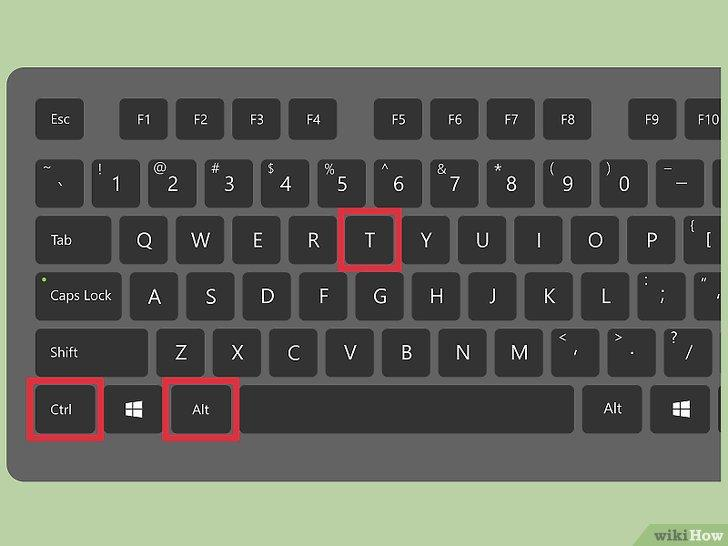 Esc F1 F2 F3 F4 F5 F6 F7 F8 F9 F10
~ ` ! 1 @ 2 # 3 $ 4 % 5 ^ 6 & 7 * 8 ( 9 ) 0 _ –
Tab Q W E R T Y U I O P { [
Caps Lock A S D F G H J K L : ; “ ‘
Shift Z X C V B N M < , > . ? /
Ctrl Alt Alt
wikiHow